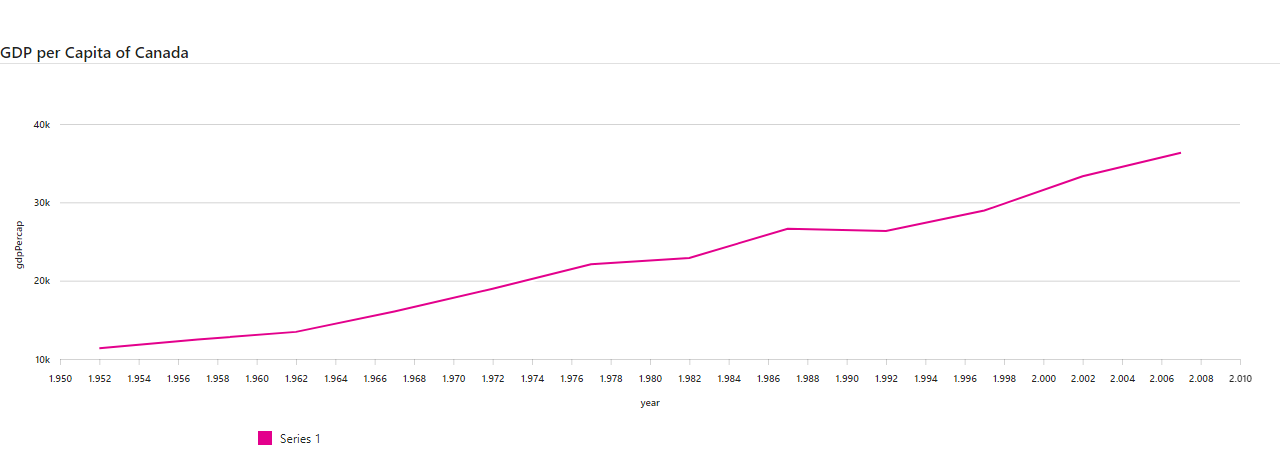 GDP per Capita of Canada
40k
30k
20k
10k
gdpPercap
1.950 1.952 1.954 1.956 1.958 1.960 1.962 1.964 1.966 1.968 1.970 1.972 1.974 1.976 1.978 1.980 1.982 1.984 1.986 1.988 1.990 1.992 1.994 1.996 1.998 2.000 2.002 2.004 2.006 2.008 2.010
year
Series 1